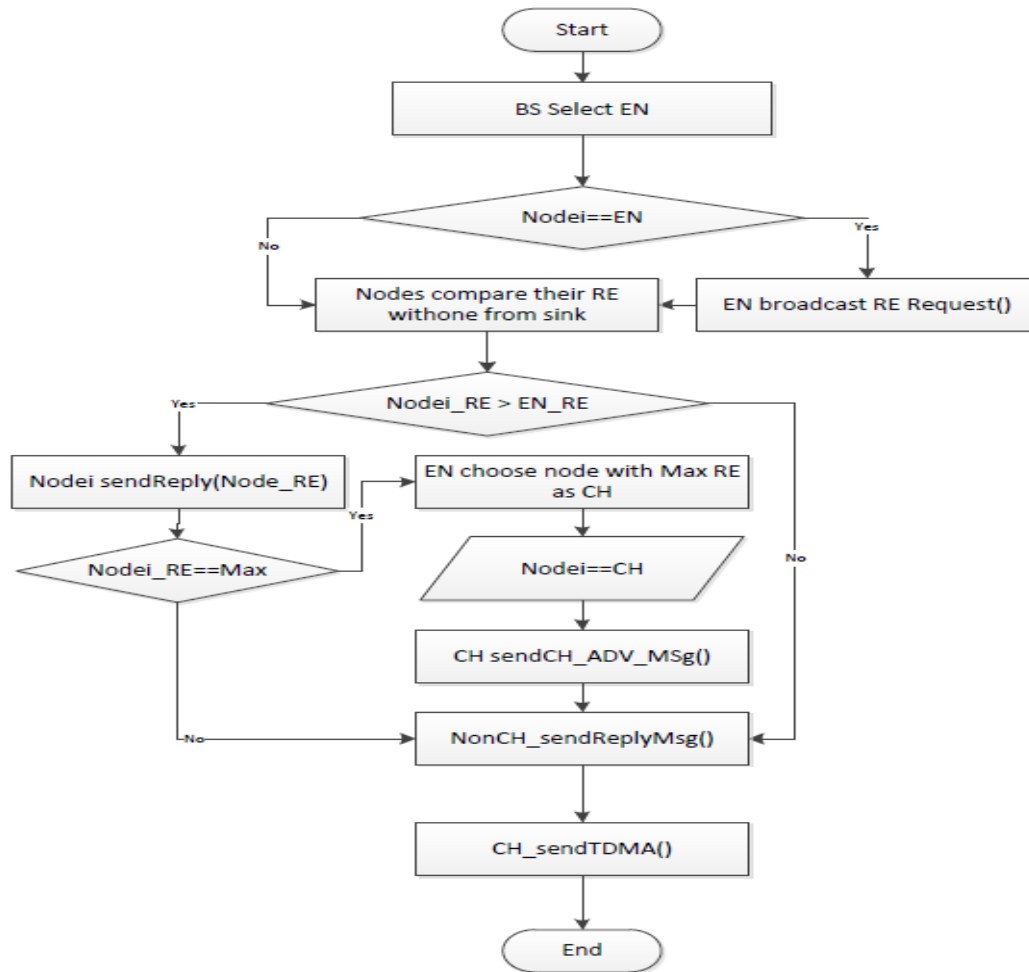 Start
BS Select EN
Nodei==EN
No
Yes
Nodes compare their RE
withone from sink
EN broadcast RE Request()
Nodei_RE > EN_RE
Yes
Nodei sendReply(Node_RE)
EN choose node with Max RE
as CH
Yes
No
Nodei_RE==Max
Nodei==CH
CH sendCH_ADV_MSg()
No
NonCH_sendReplyMsg()
CH_sendTDMA()
End